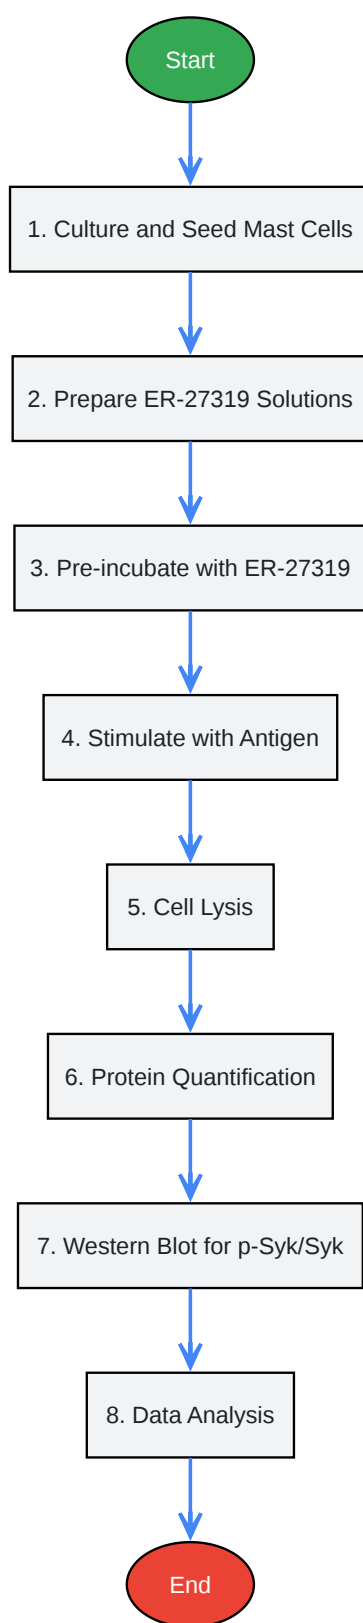 Start
1. Culture and Seed Mast Cells
2. Prepare ER-27319 Solutions
3. Pre-incubate with ER-27319
4. Stimulate with Antigen
5. Cell Lysis
6. Protein Quantification
7. Western Blot for p-Syk/Syk
8. Data Analysis
End